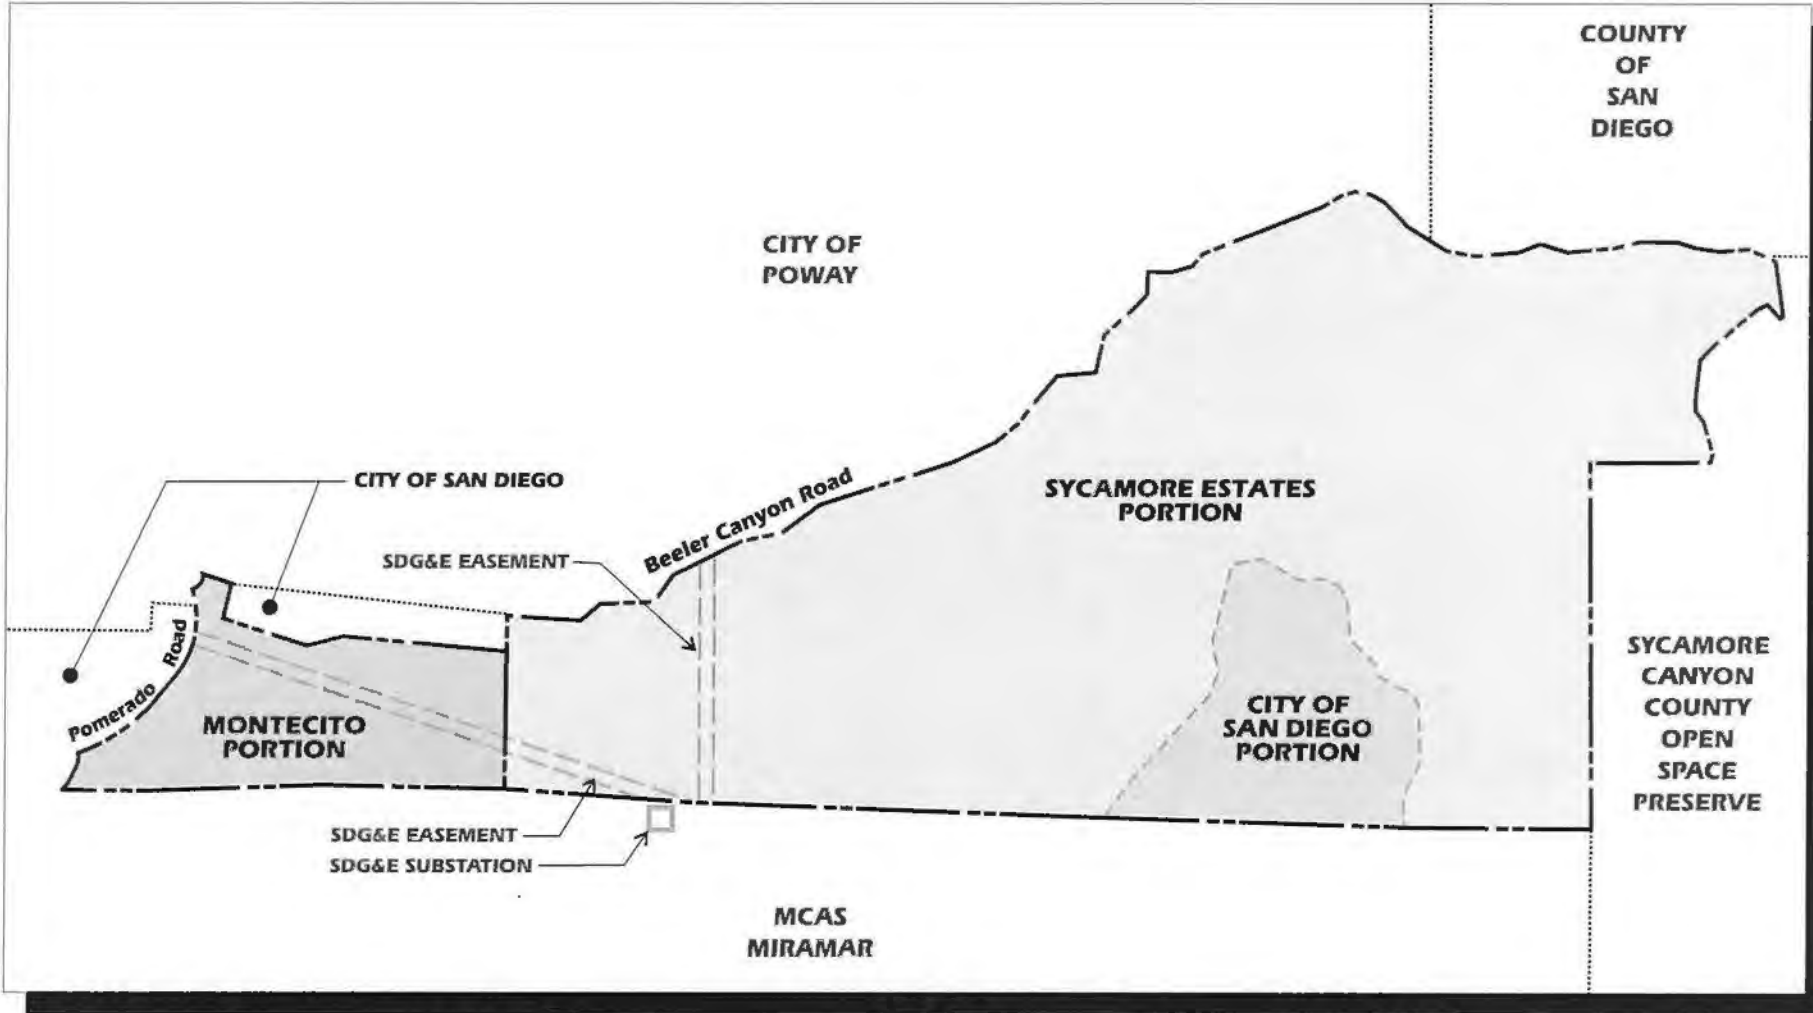 COUNTY
OF
SAN
DIEGO
CITY OF
POWAY
CITY OF SAN DIEGO
Beeler Canyon Road
SYCAMORE ESTATES
PORTION
SDG&E EASEMENT
Pomerado Road
MONTECITO
PORTION
CITY OF
SAN DIEGO
PORTION
SYCAMORE
CANYON
COUNTY
OPEN
SPACE
PRESERVE
SDG&E EASEMENT
SDG&E SUBSTATION
MCAS
MIRAMAR